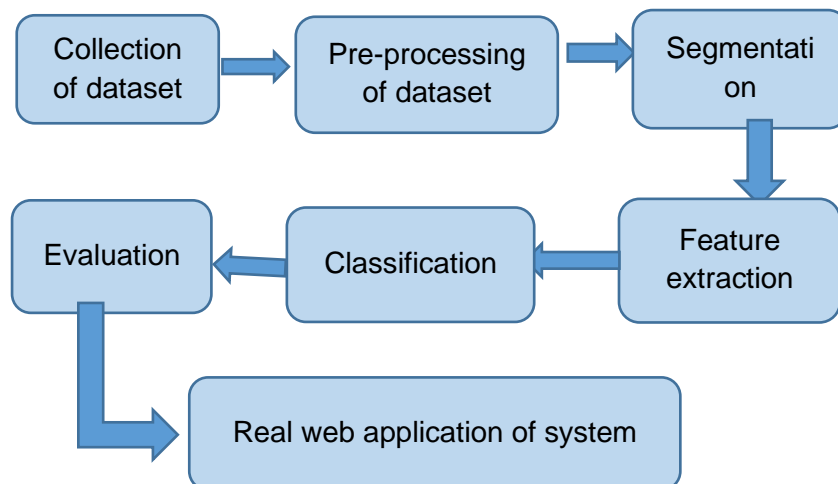 Collection
of dataset
Pre-processing
of dataset
Segmentati
on
Feature
extraction
Classification
Evaluation
Real web application of system